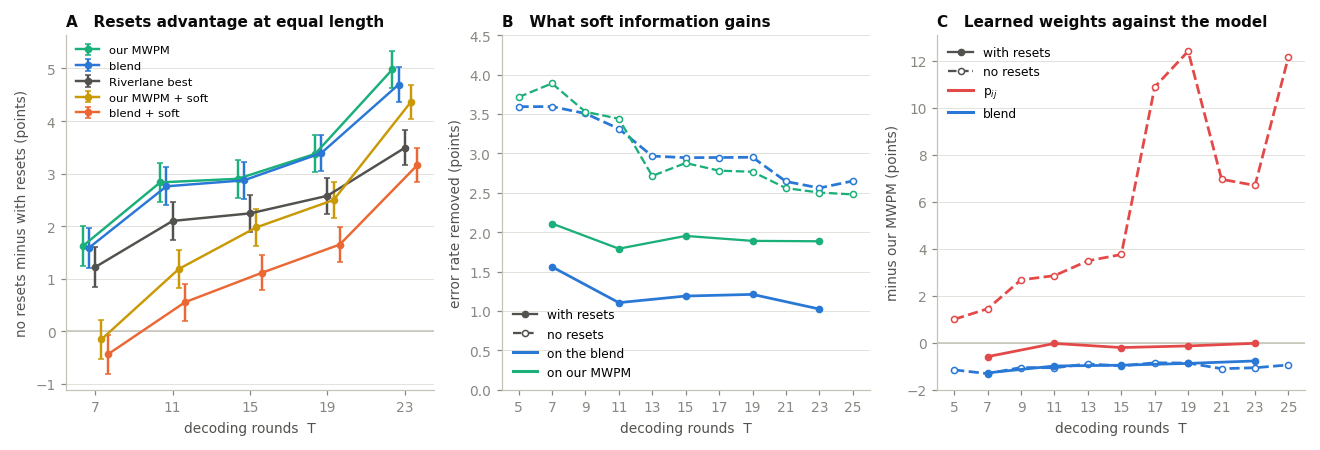 A Resets advantage at equal length
no resets minus with resets (points)
5
4
3
2
1
0
−1
our MWPM
blend
Riverlane best
our MWPM + soft
blend + soft
7 11 15 19 23
decoding rounds T
B What soft information gains
error rate removed (points)
4.5
4.0
3.5
3.0
2.5
2.0
1.5
1.0
0.5
0.0
with resets
no resets
on the blend
on our MWPM
5 7 9 11 13 15 17 19 21 23 25
decoding rounds T
C Learned weights against the model
minus our MWPM (points)
12
10
8
6
4
2
0
−2
with resets
no resets
pij
blend
5 7 9 11 13 15 17 19 21 23 25
decoding rounds T